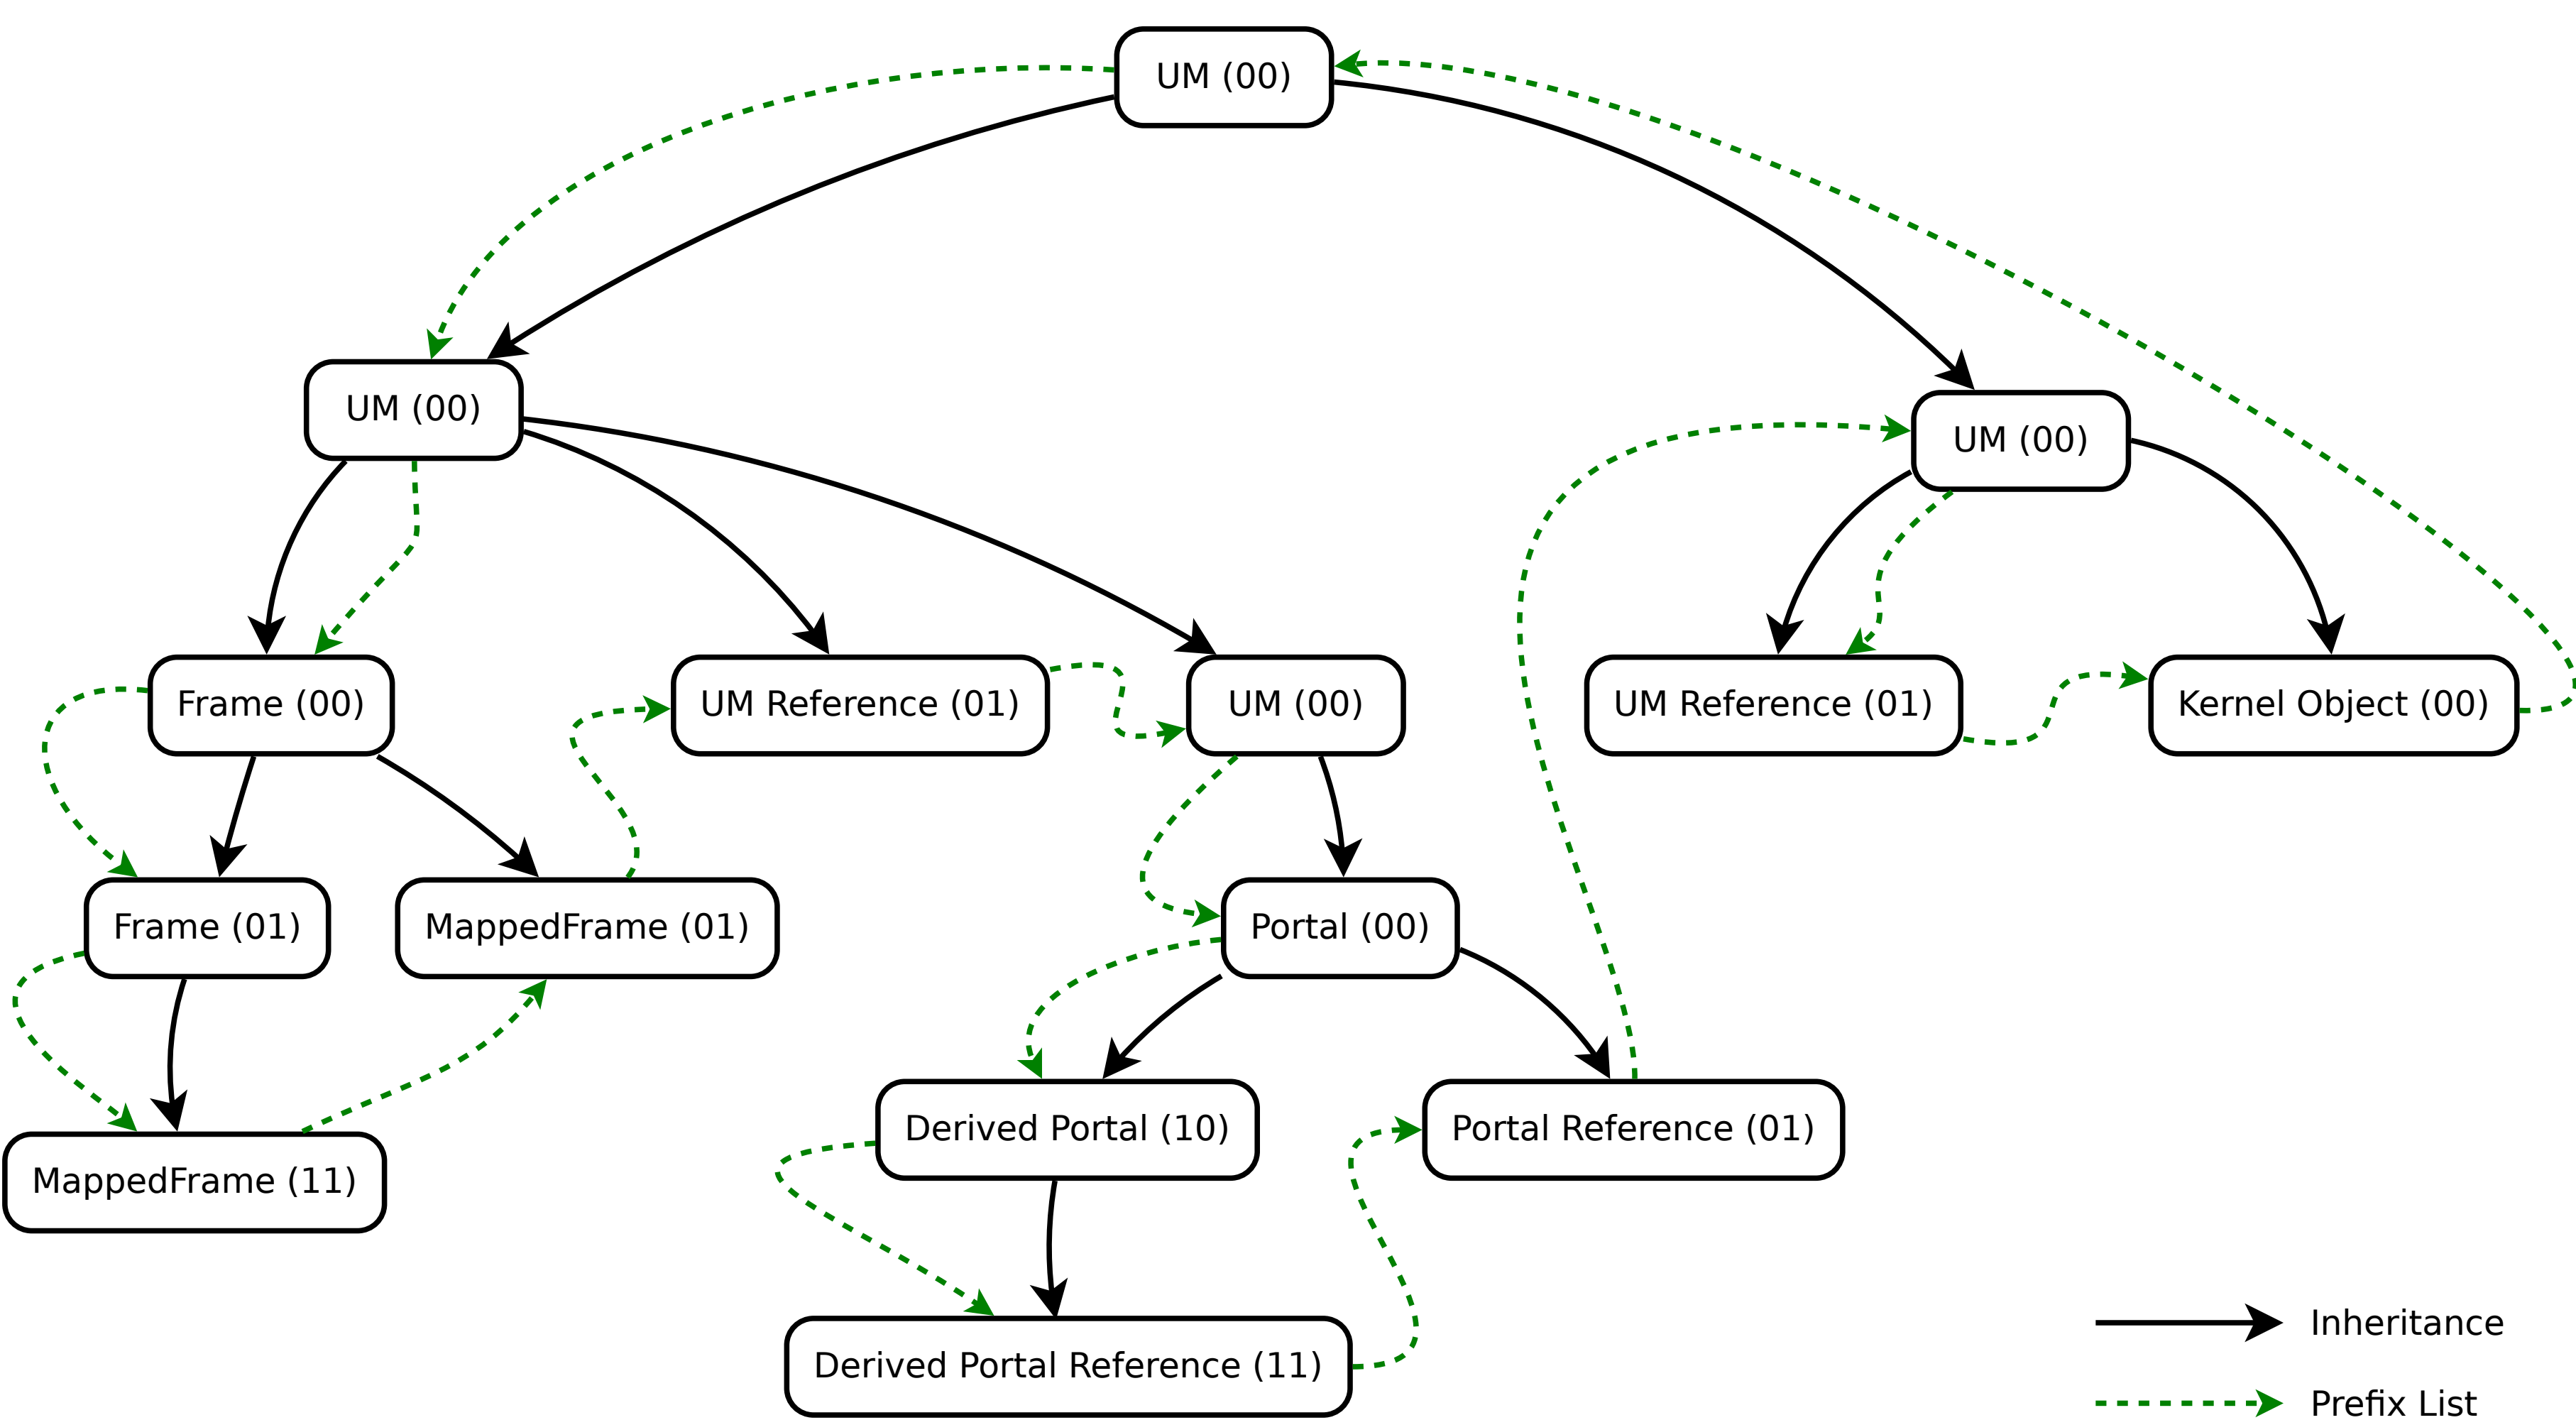 UM (00)
UM (00)
UM (00)
Frame (00)
UM Reference (01)
UM (00)
UM Reference (01)
Kernel Object (00)
Frame (01)
MappedFrame (01)
Portal (00)
Derived Portal (10)
Portal Reference (01)
MappedFrame (11)
Derived Portal Reference (11)
Inheritance
Prefix List